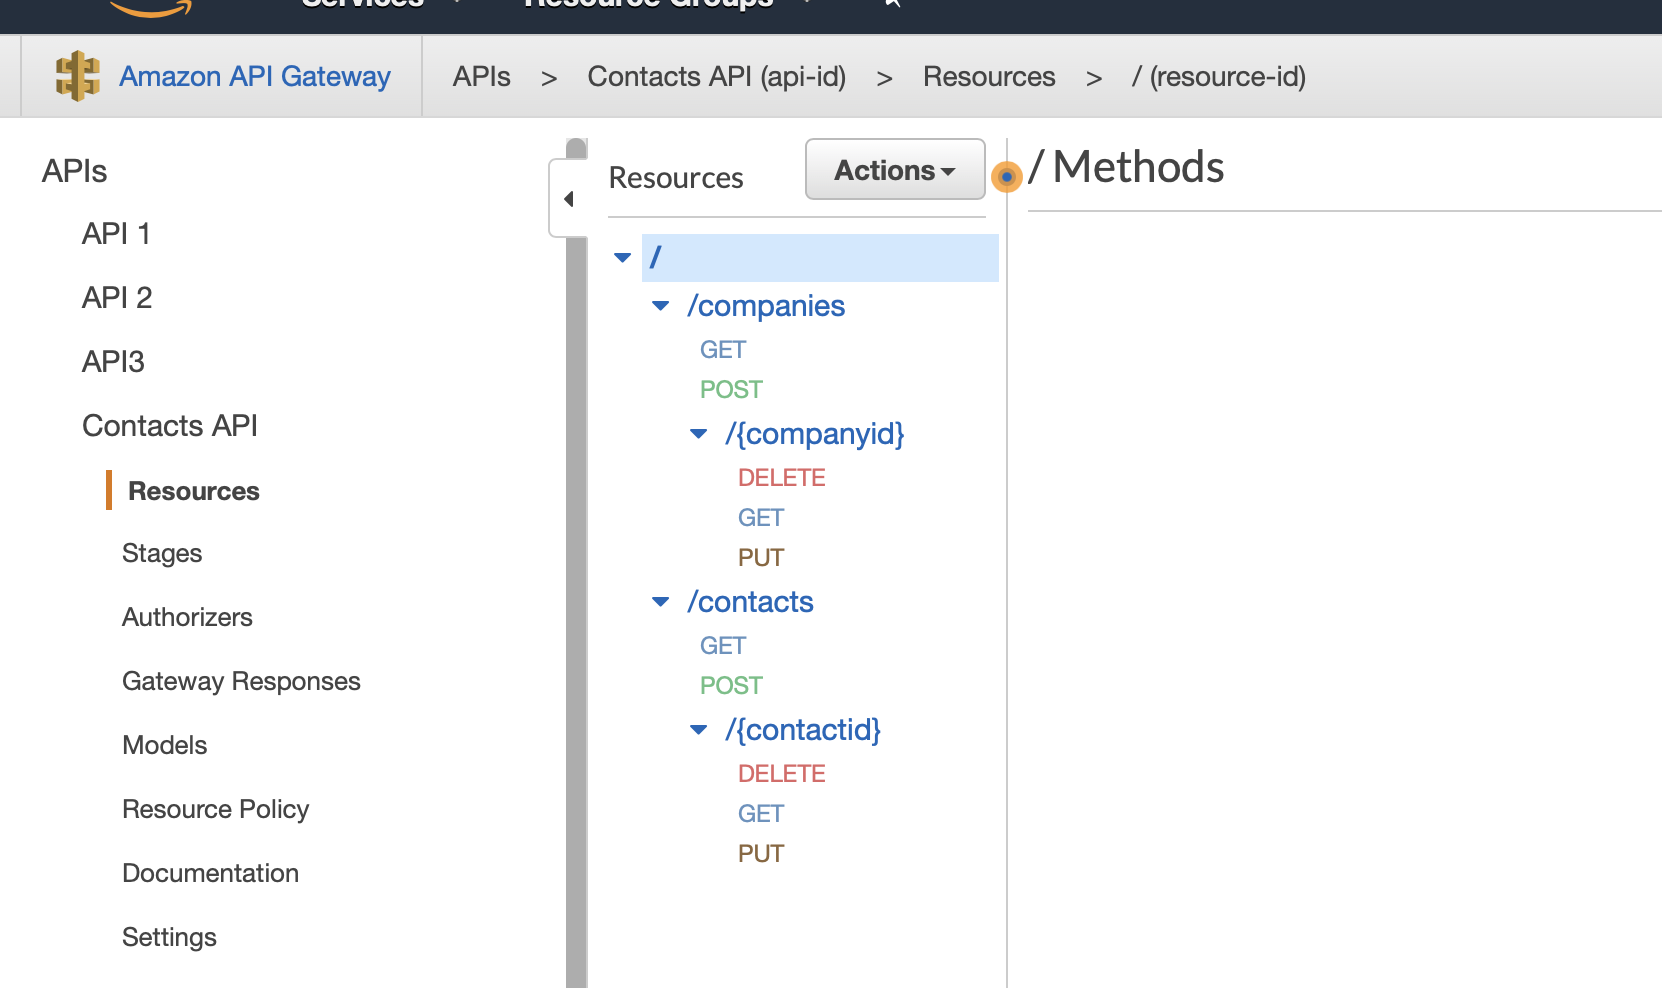 Services Resource Groups
Amazon API Gateway APIs > Contacts API (api-id) > Resources > / (resource-id)
APIs
API 1
API 2
API3
Contacts API
Resources
Stages
Authorizers
Gateway Responses
Models
Resource Policy
Documentation
Settings
Resources Actions
/
/companies
GET
POST
/{companyid}
DELETE
GET
PUT
/contacts
GET
POST
/{contactid}
DELETE
GET
PUT
/ Methods